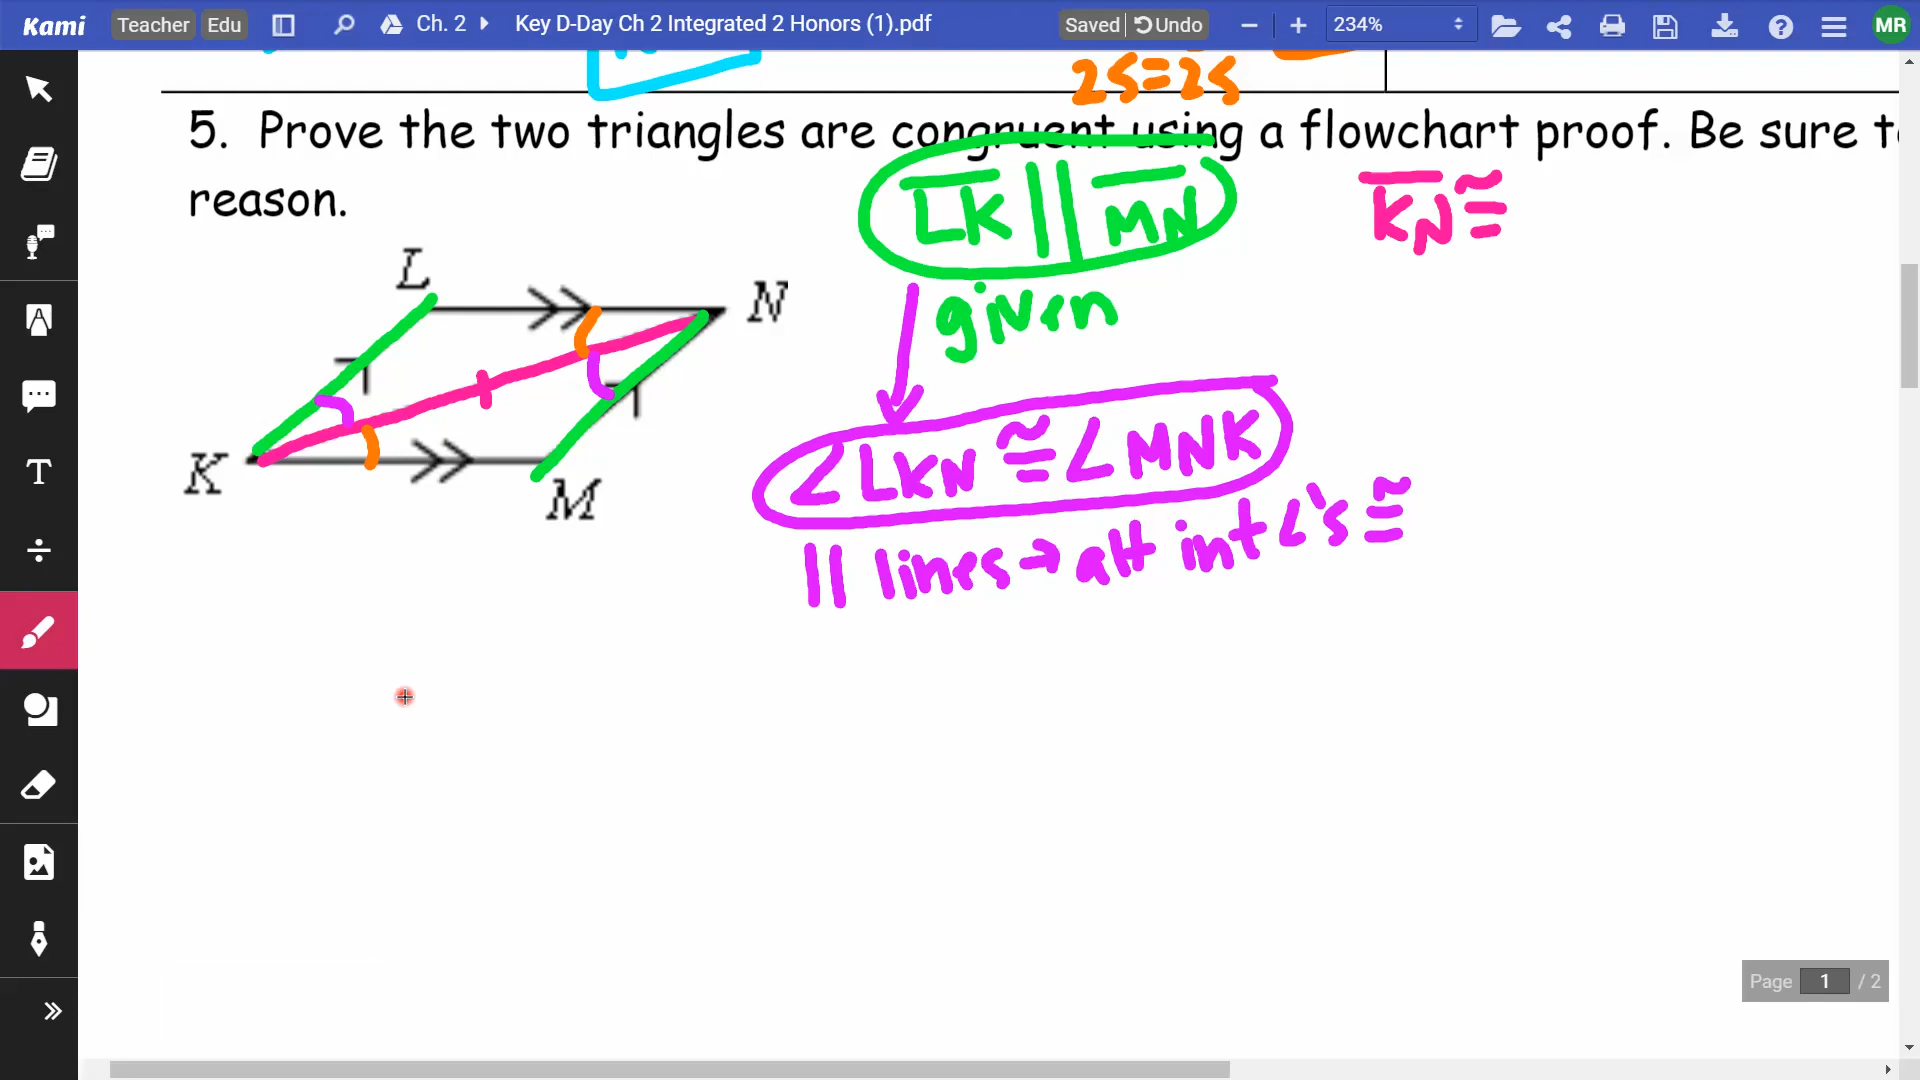 Kami Teacher Edu Ch. 2 Key D-Day Ch 2 Integrated 2 Honors (1).pdf Saved Undo 234% MR
2S=2S
5. Prove the two triangles are congruent using a flowchart proof. Be sure
reason.
LK || MN
KN ≅
given
L
N
K
M
∠LKN ≅ ∠MNK
|| lines → alt int ∠'s ≅
Page 1 / 2